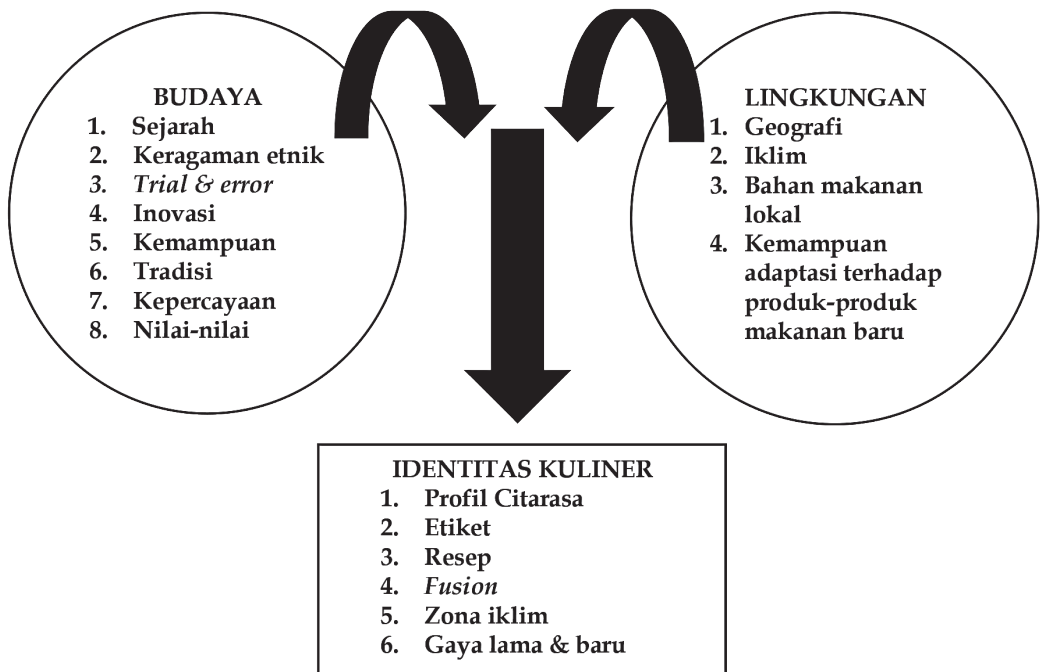 BUDAYA
1. Sejarah
2. Keragaman etnik
3. Trial & error
4. Inovasi
5. Kemampuan
6. Tradisi
7. Kepercayaan
8. Nilai-nilai
LINGKUNGAN
1. Geografi
2. Iklim
3. Bahan makanan
lokal
4. Kemampuan
adaptasi terhadap
produk-produk
makanan baru
IDENTITAS KULINER
1. Profil Citarasa
2. Etiket
3. Resep
4. Fusion
5. Zona iklim
6. Gaya lama & baru